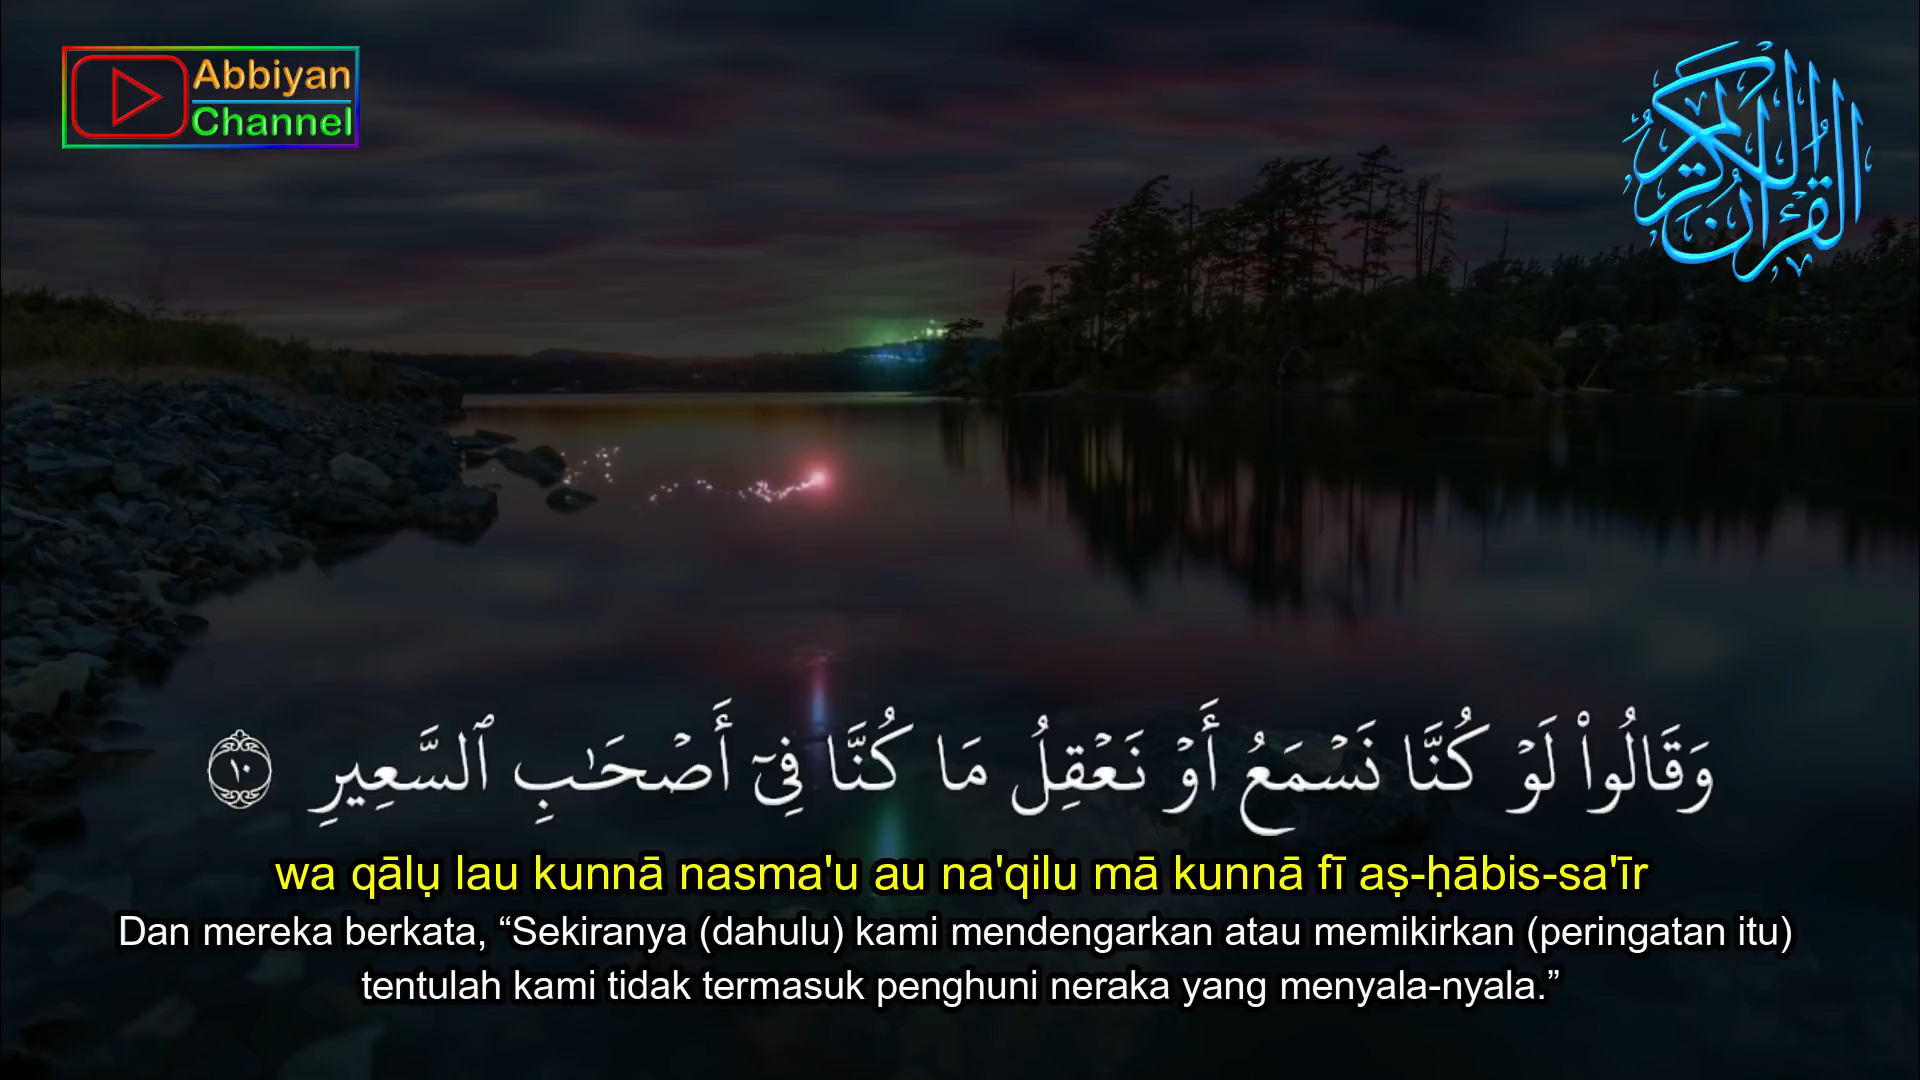 Abbiyan
Channel
القرآن الكريم
وَقَالُوا۟ لَوْ كُنَّا نَسْمَعُ أَوْ نَعْقِلُ مَا كُنَّا فِىٓ أَصْحَـٰبِ ٱلسَّعِيرِ ١٠
wa qālụ lau kunnā nasma'u au na'qilu mā kunnā fī aṣ-ḥābis-sa'īr
Dan mereka berkata, “Sekiranya (dahulu) kami mendengarkan atau memikirkan (peringatan itu)
tentulah kami tidak termasuk penghuni neraka yang menyala-nyala.”